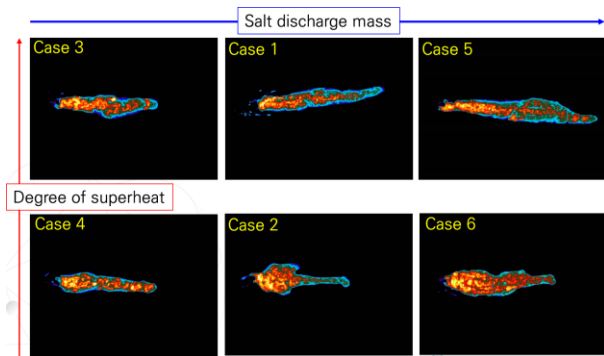 Salt discharge mass
Case 3
Case 1
Case 5
Degree of superheat
Case 4
Case 2
Case 6